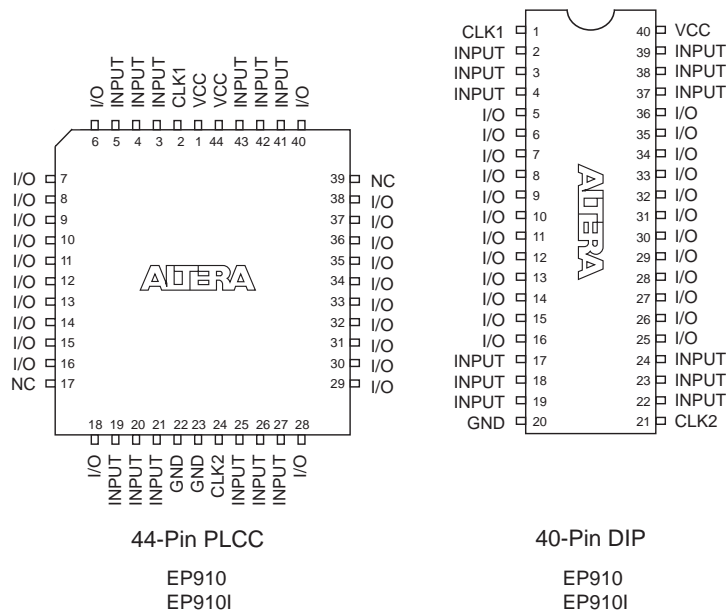 I/O INPUT INPUT INPUT CLK1 VCC VCC INPUT INPUT INPUT I/O
6 5 4 3 2 1 44 43 42 41 40
I/O 7 39 NC
I/O 8 38 I/O
I/O 9 37 I/O
I/O 10 36 I/O
I/O 11 35 I/O
I/O 12 34 I/O
I/O 13 33 I/O
I/O 14 32 I/O
I/O 15 31 I/O
I/O 16 30 I/O
NC 17 29 I/O
ALTERA
18 19 20 21 22 23 24 25 26 27 28
I/O INPUT INPUT INPUT GND GND CLK2 INPUT INPUT INPUT I/O
44-Pin PLCC
EP910
EP910I
CLK1 1 40 VCC
INPUT 2 39 INPUT
INPUT 3 38 INPUT
INPUT 4 37 INPUT
I/O 5 36 I/O
I/O 6 35 I/O
I/O 7 34 I/O
I/O 8 33 I/O
I/O 9 32 I/O
I/O 10 31 I/O
I/O 11 30 I/O
I/O 12 29 I/O
I/O 13 28 I/O
I/O 14 27 I/O
I/O 15 26 I/O
I/O 16 25 I/O
INPUT 17 24 INPUT
INPUT 18 23 INPUT
INPUT 19 22 INPUT
GND 20 21 CLK2
ALTERA
40-Pin DIP
EP910
EP910I